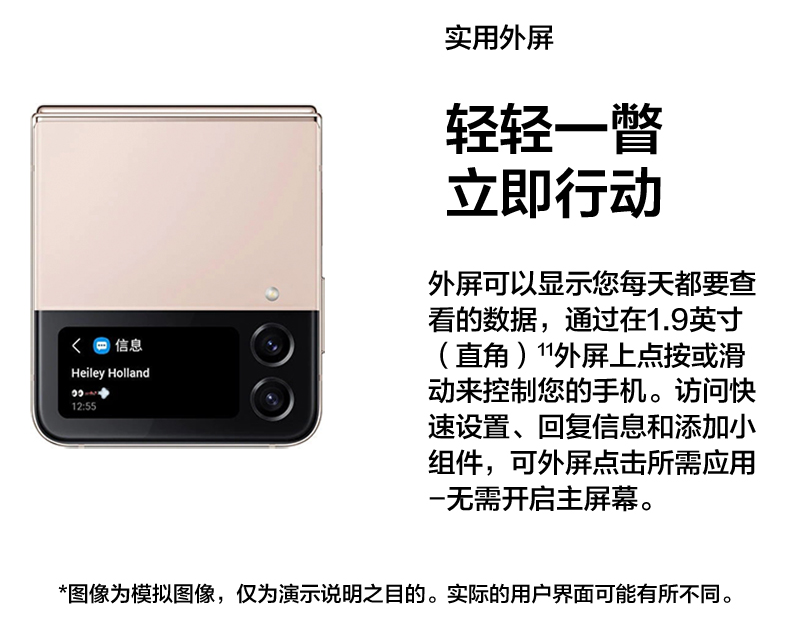 实用外屏
轻轻一瞥
立即行动
外屏可以显示您每天都要查
看的数据，通过在1.9英寸
（直角）11外屏上点按或滑
动来控制您的手机。访问快
速设置、回复信息和添加小
组件，可外屏点击所需应用
-无需开启主屏幕。
信息
Heiley Holland
12:55
*图像为模拟图像，仅为演示说明之目的。实际的用户界面可能有所不同。